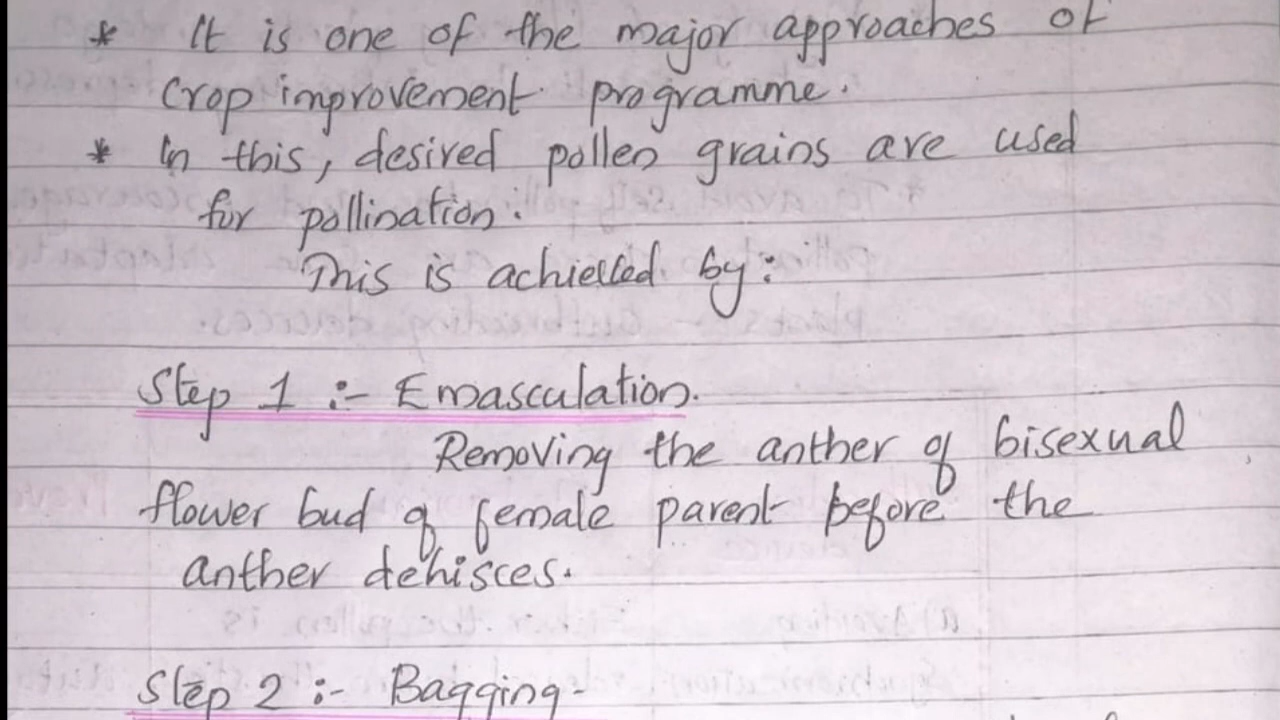 * It is one of the major approaches of
Crop improvement programme.
* In this, desired pollen grains are used
for pollination.
This is achieved by:
Step 1 :- Emasculation.
Removing the anther of bisexual
flower bud of female parent before the
anther dehisces.
Step 2 :- Bagging-